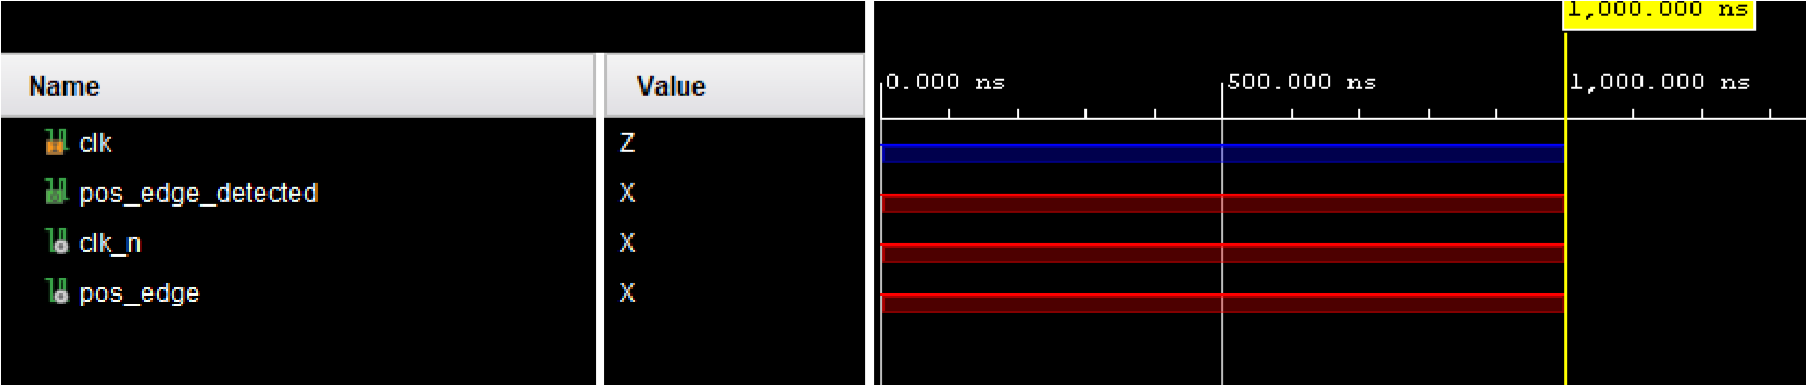 1,000.000 ns
Name Value 0.000 ns 500.000 ns 1,000.000 ns
clk Z
pos_edge_detected X
clk_n X
pos_edge X